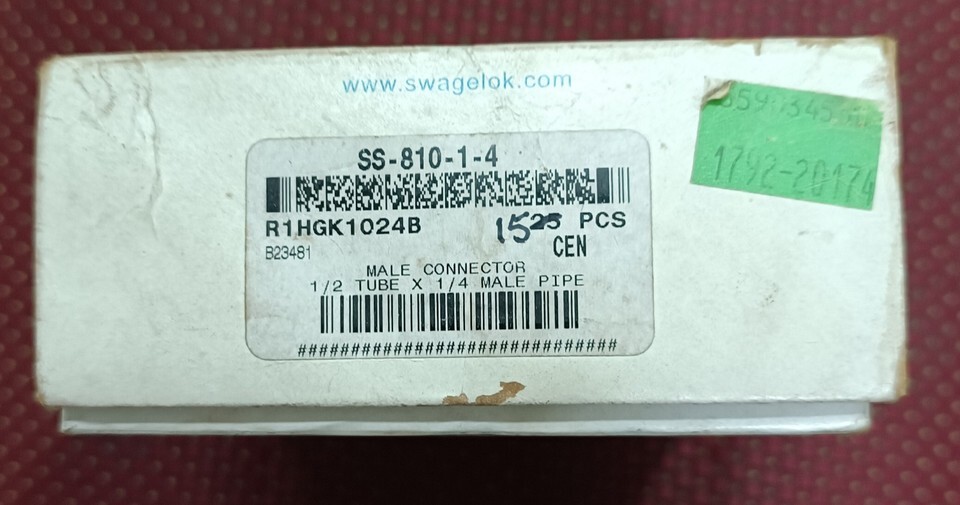 www.swagelok.com
1792-20174
SS-810-1-4
R1HGK1024B
15 25 PCS
B23481
CEN
MALE CONNECTOR
1/2 TUBE X 1/4 MALE PIPE
##############################